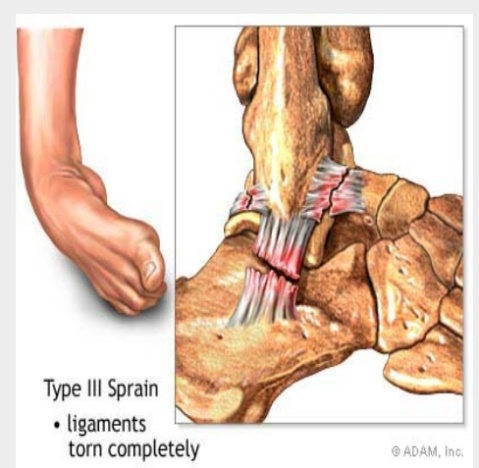 Type III Sprain
• ligaments
torn completely
© ADAM, Inc.